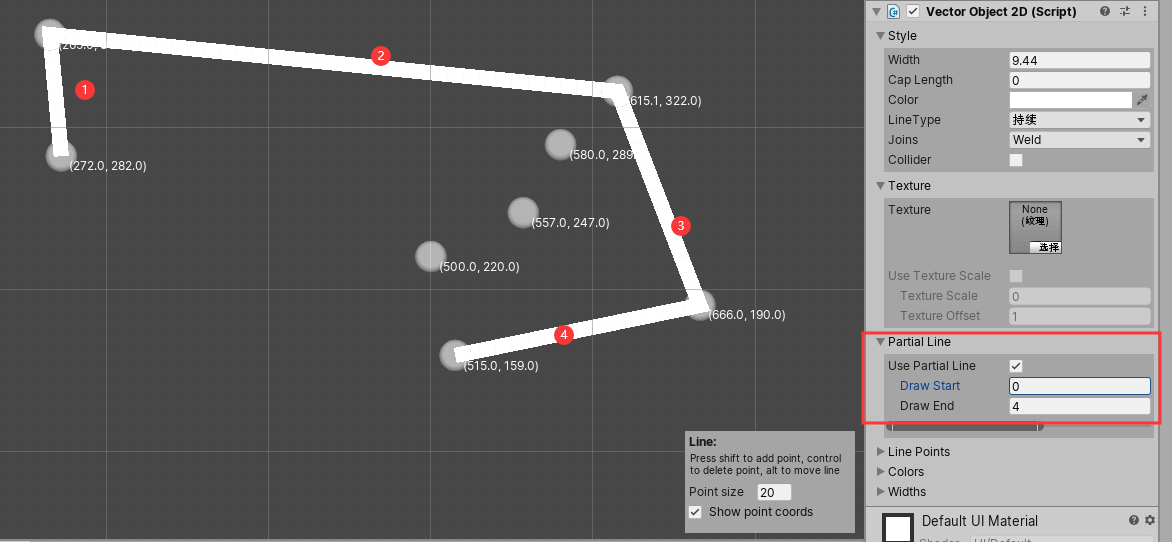 1
2
3
4
(272.0, 282.0)
615.1, 322.0)
(580.0, 289.
(557.0, 247.0)
(500.0, 220.0)
(666.0, 190.0)
(515.0, 159.0)
Line:
Press shift to add point, control
to delete point, alt to move line
Point size 20
Show point coords
Vector Object 2D (Script)
Style
Width 9.44
Cap Length 0
Color
LineType 持续
Joins Weld
Collider
Texture
Texture None
(纹理)
选择
Use Texture Scale
Texture Scale 0
Texture Offset 1
Partial Line
Use Partial Line
Draw Start 0
Draw End 4
Line Points
Colors
Widths
Default UI Material
Shader UI/Default